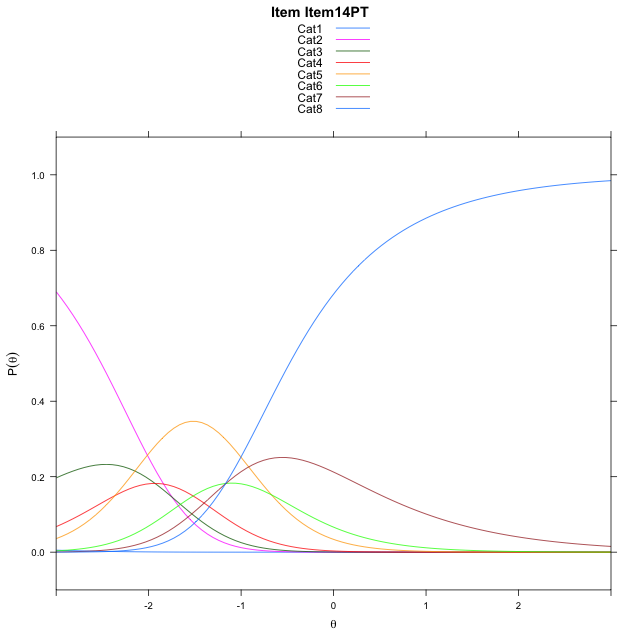 Item Item14PT
Cat1
Cat2
Cat3
Cat4
Cat5
Cat6
Cat7
Cat8
1.0
0.8
0.6
0.4
0.2
0.0
P(θ)
-2 -1 0 1 2
θ